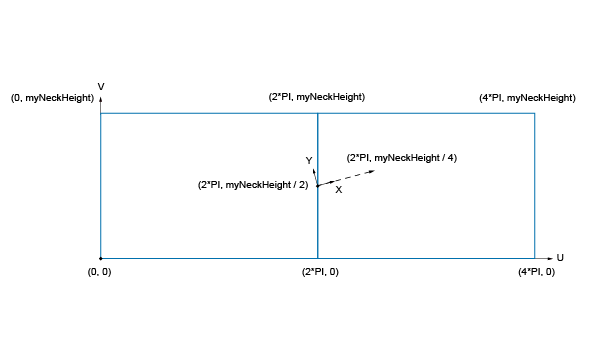 V
(0, myNeckHeight)
(2*PI, myNeckHeight)
(4*PI, myNeckHeight)
Y
(2*PI, myNeckHeight / 4)
(2*PI, myNeckHeight / 2)
X
U
(0, 0)
(2*PI, 0)
(4*PI, 0)